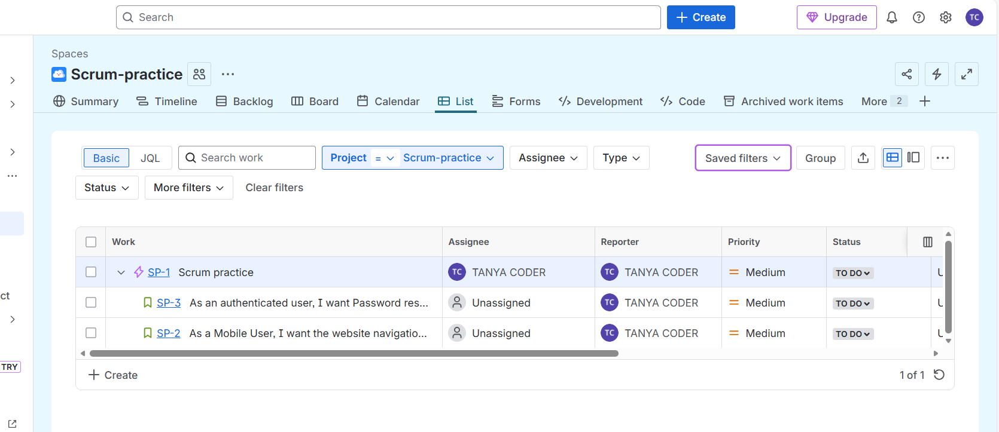 Search
Create
Upgrade
TC
Spaces
Scrum-practice
Summary
Timeline
Backlog
Board
Calendar
List
Forms
Development
Code
Archived work items
More 2
Basic
JQL
Search work
Project = Scrum-practice
Assignee
Type
Saved filters
Group
Status
More filters
Clear filters
Work Assignee Reporter Priority Status
SP-1 Scrum practice TC TANYA CODER TC TANYA CODER Medium TO DO U
ct
SP-3 As an authenticated user, I want Password res... Unassigned TC TANYA CODER Medium TO DO U
SP-2 As a Mobile User, I want the website navigatio... Unassigned TC TANYA CODER Medium TO DO U
TRY
Create
1 of 1